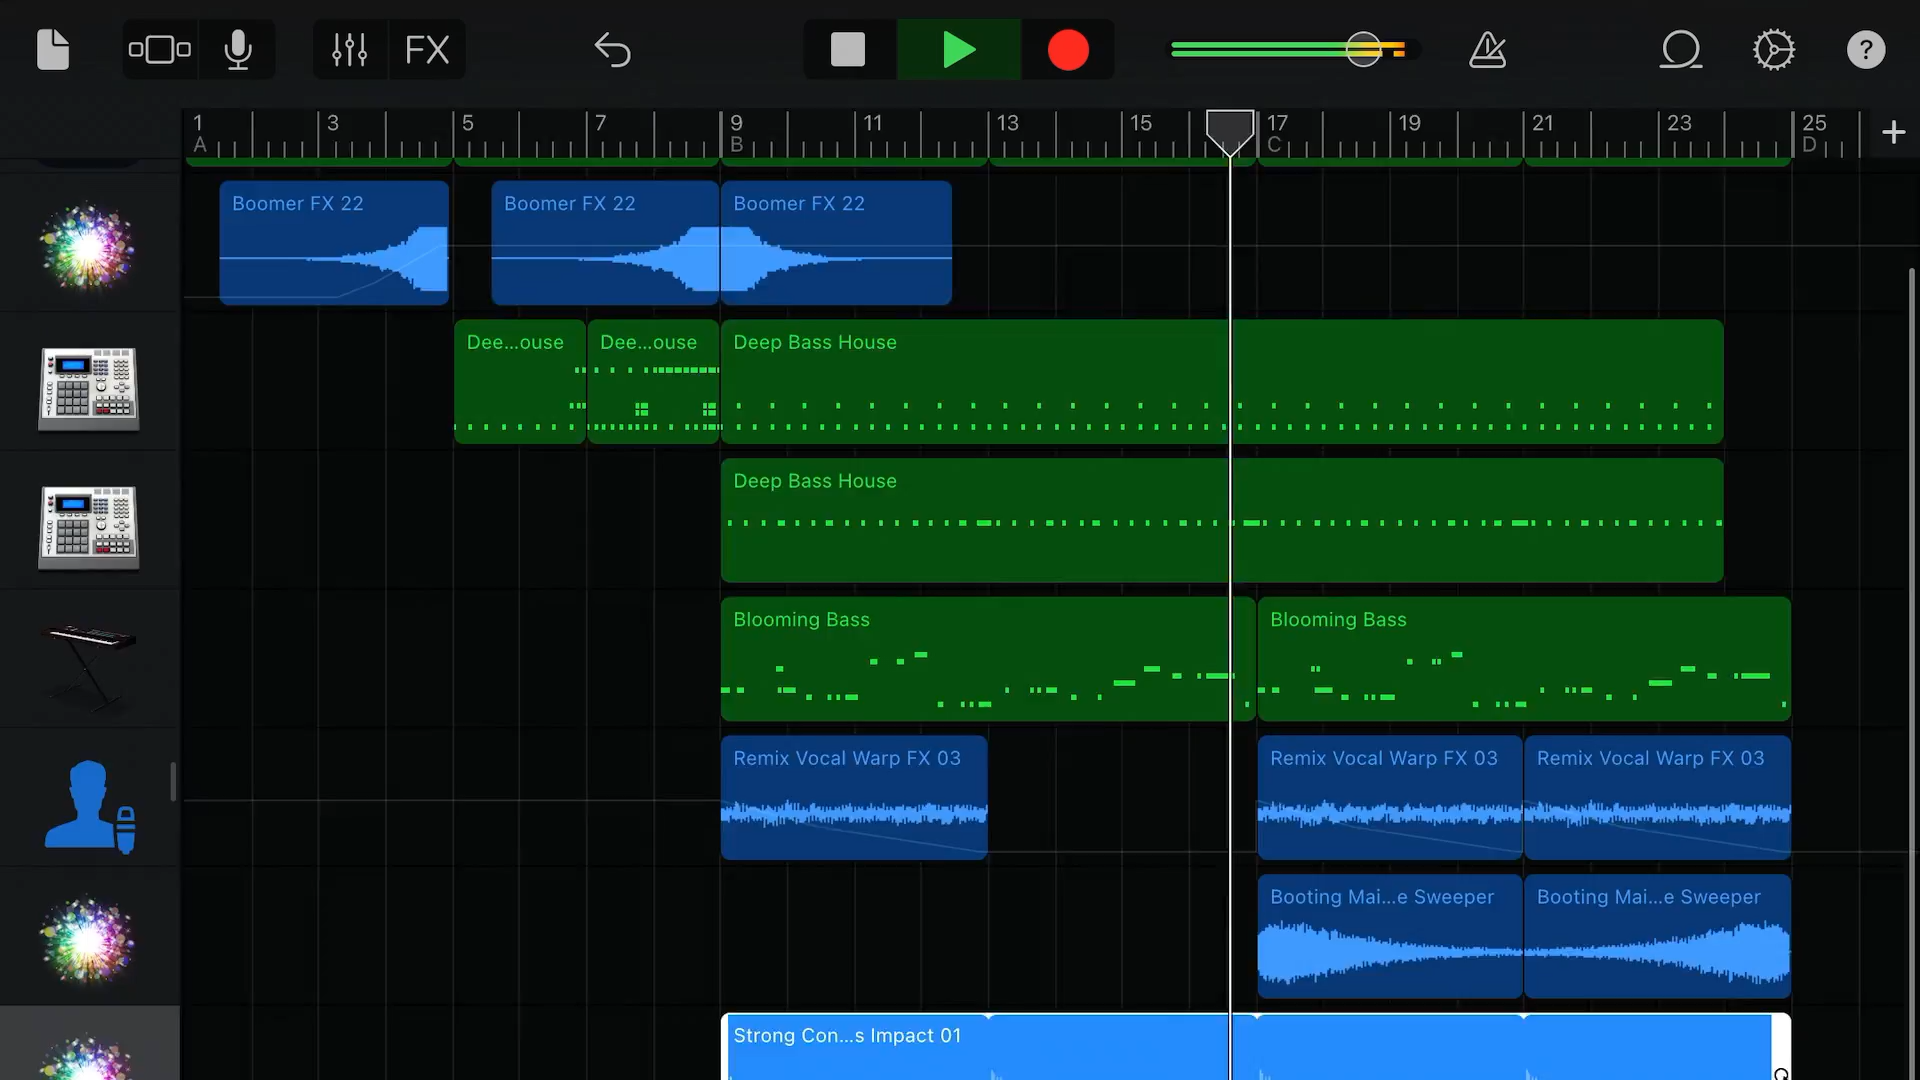 FX
?
1 3 5 7 9 11 13 15 17 19 21 23 25
A B C D
+
Boomer FX 22 Boomer FX 22 Boomer FX 22
Dee...ouse Dee...ouse Deep Bass House
Deep Bass House
Blooming Bass Blooming Bass
Remix Vocal Warp FX 03 Remix Vocal Warp FX 03 Remix Vocal Warp FX 03
Booting Mai...e Sweeper Booting Mai...e Sweeper
Strong Con...s Impact 01